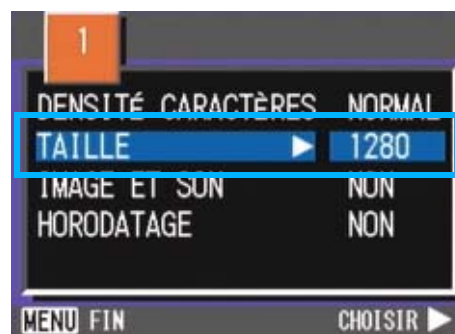 1
DENSITÉ CARACTÈRES NORMAL
TAILLE ▶ 1280
IMAGE ET SON NON
HORODATAGE NON
MENU FIN CHOISIR ▶